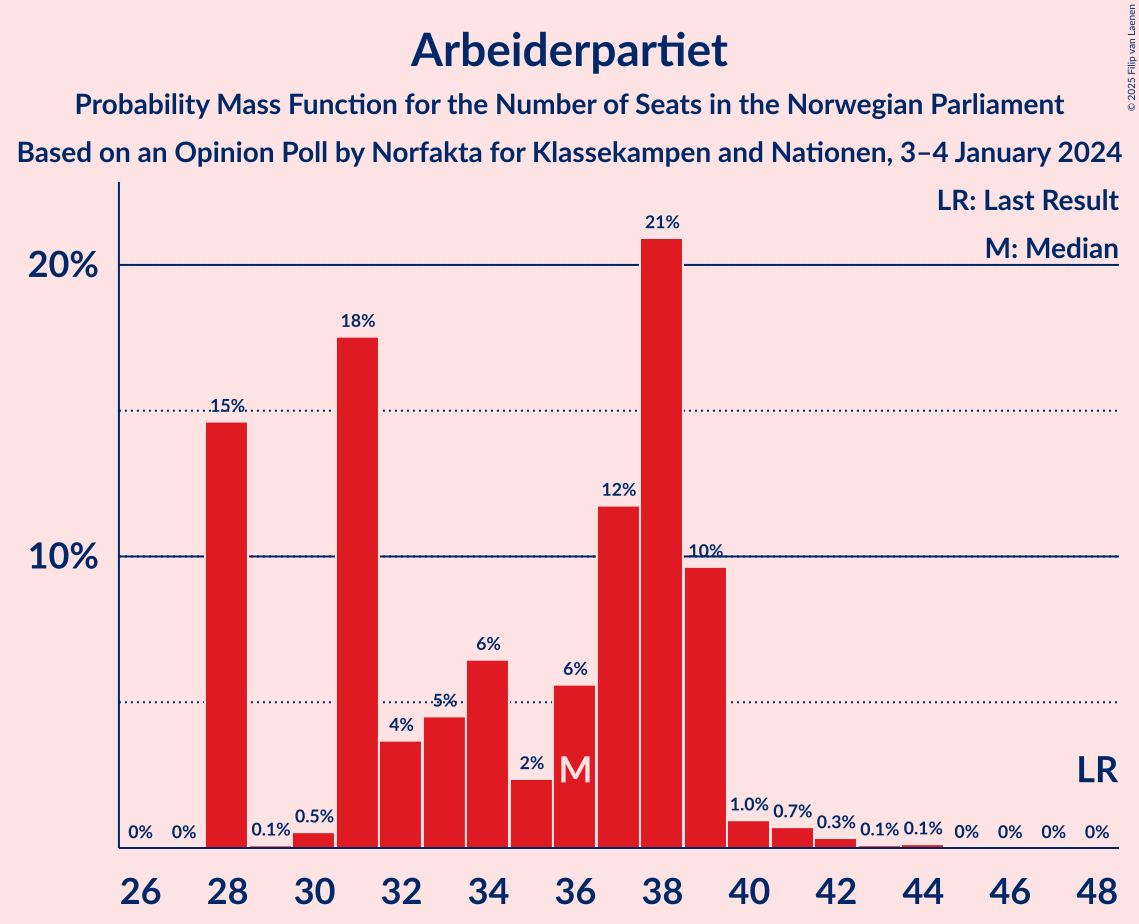 Arbeiderpartiet
Probability Mass Function for the Number of Seats in the Norwegian Parliament
Based on an Opinion Poll by Norfakta for Klassekampen and Nationen, 3–4 January 2024
© 2025 Filip van Laenen
LR: Last Result
M: Median
20%
10%
0% 0% 15% 0.1% 0.5% 18% 4% 5% 6% 2% 6% 12% 21% 10% 1.0% 0.7% 0.3% 0.1% 0.1% 0% 0% 0% 0%
M LR
26 28 30 32 34 36 38 40 42 44 46 48